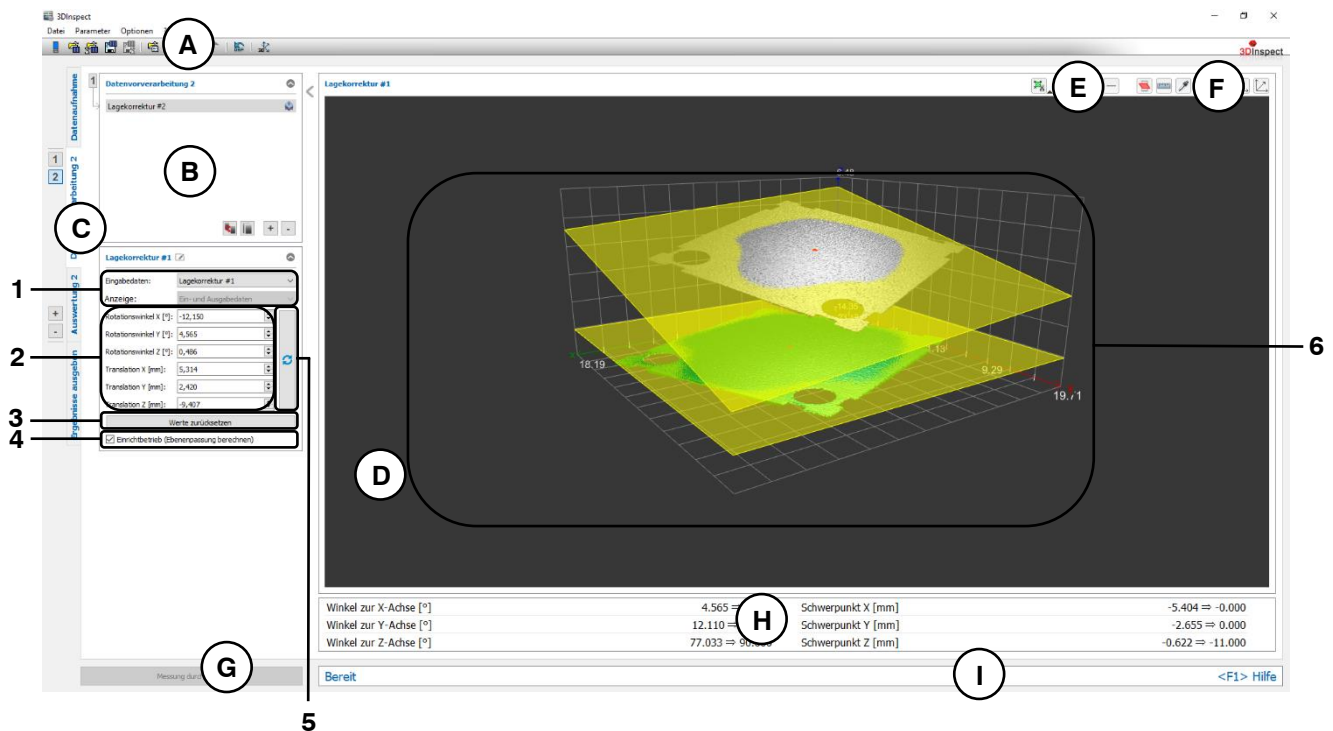 3DInspect
Datei Parameter Optionen
A
3DInspect
Datenaufnahme
1 Datenvorverarbeitung 2
Lagekorrektur #2
Lagekorrektur #1
E
F
B
1
2
C
Auswertung 2
+
-
Ergebnisse ausgeben
+ -
Lagekorrektur #1
1
Eingabedaten: Lagekorrektur #1
Anzeige: Ein- und Ausgabedaten
2
Rotationswinkel X [°]: -12,150
Rotationswinkel Y [°]: 4,565
Rotationswinkel Z [°]: 0,486
Translation X [mm]: 5,314
Translation Y [mm]: 2,420
Translation Z [mm]: -9,407
3
Werte zurücksetzen
4
Einrichtbetrieb (Ebenenpassung berechnen)
5
18.19
9.29
19.71
6
D
Winkel zur X-Achse [°] 4.565 ⇒ Schwerpunkt X [mm] -5.404 ⇒ -0.000
Winkel zur Y-Achse [°] 12.110 ⇒ H Schwerpunkt Y [mm] -2.655 ⇒ 0.000
Winkel zur Z-Achse [°] 77.033 ⇒ Schwerpunkt Z [mm] -0.622 ⇒ -11.000
G
Bereit
I
<F1> Hilfe